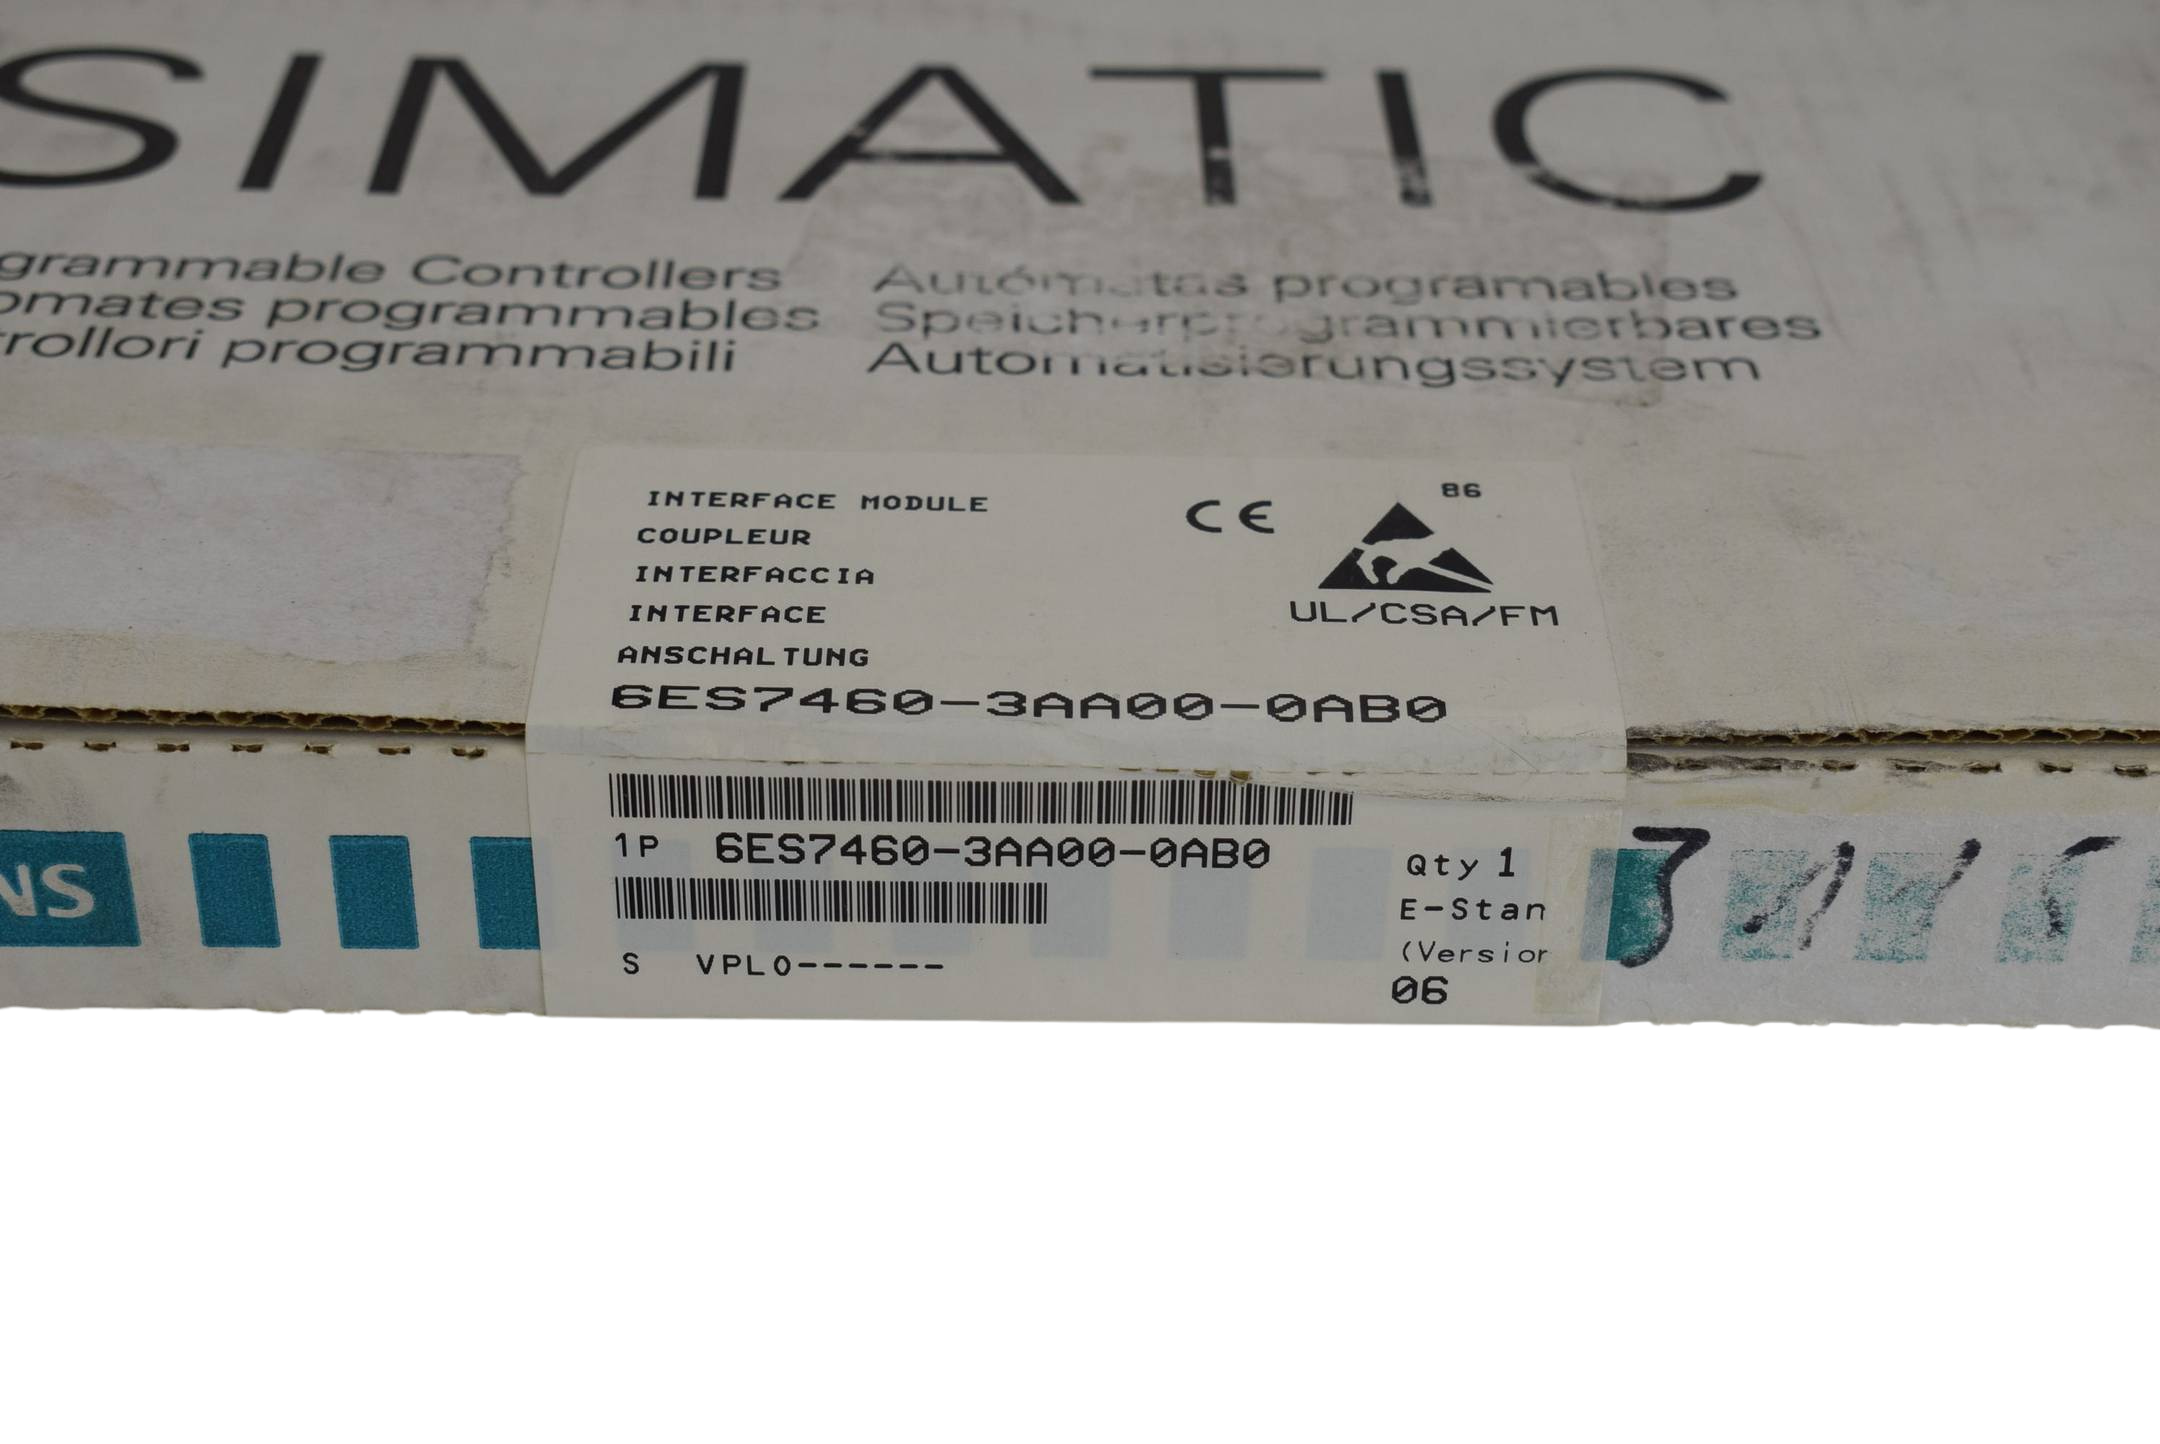 SIMATIC
grammable Controllers
omates programmables
rollori programmabili
Autómatas programables
Speicherprogrammierbares
Automatisierungssystem
INTERFACE MODULE
COUPLEUR
INTERFACCIA
INTERFACE
ANSCHALTUNG
6ES7460-3AA00-0AB0
CE
86
UL/CSA/FM
1P 6ES7460-3AA00-0AB0
S VPL0------
Qty 1
E-Stan
(Version
06
NS